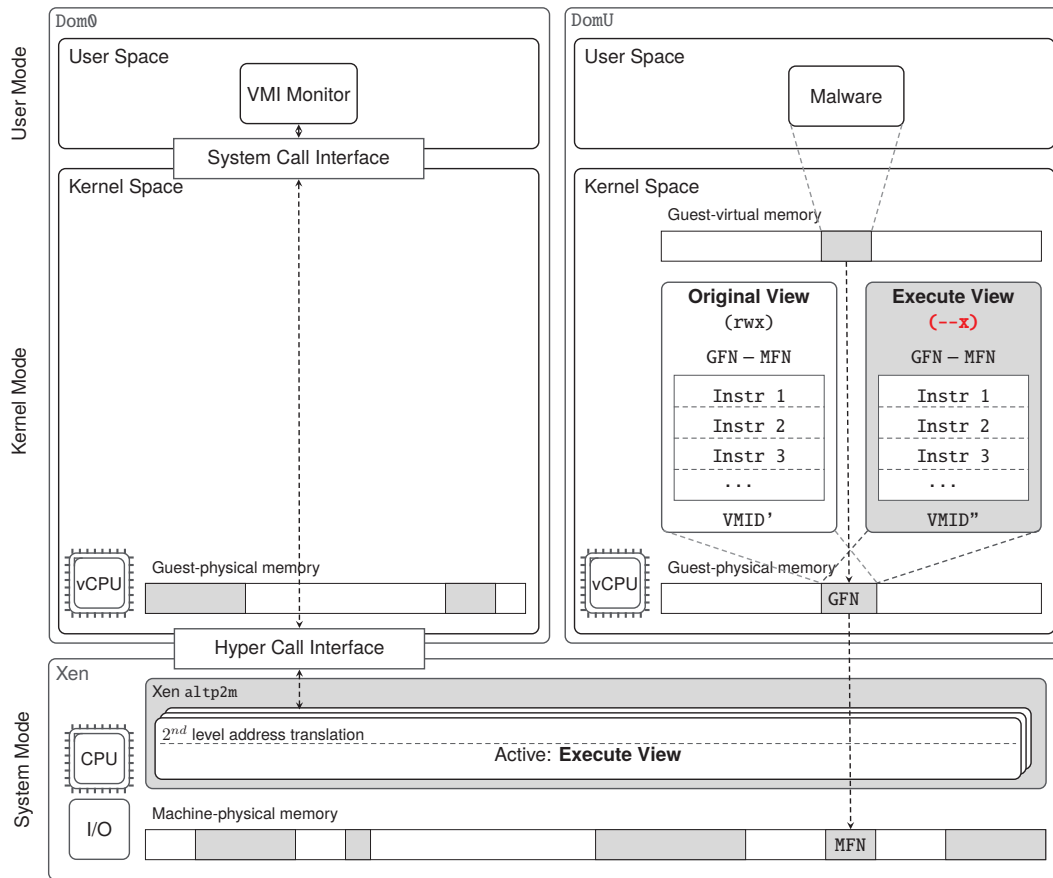 User Mode
Dom0
User Space
VMI Monitor
System Call Interface
Kernel Mode
Kernel Space
vCPU
Guest-physical memory
Hyper Call Interface
DomU
User Space
Malware
Kernel Space
Guest-virtual memory
Original View
(rwx)
GFN – MFN
Instr 1
Instr 2
Instr 3
...
VMID'
Execute View
(--x)
GFN – MFN
Instr 1
Instr 2
Instr 3
...
VMID"
vCPU
Guest-physical memory
GFN
System Mode
Xen
Xen altp2m
2nd level address translation
Active: Execute View
CPU
I/O
Machine-physical memory
MFN